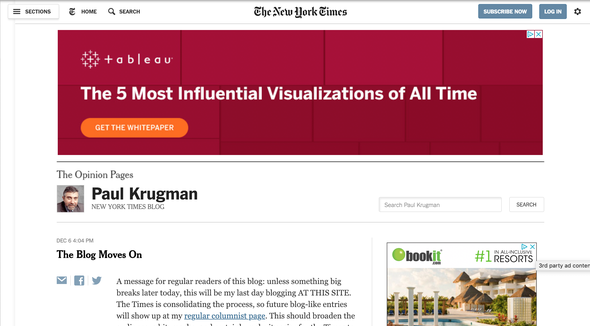 SECTIONS HOME SEARCH The New York Times SUBSCRIBE NOW LOG IN
+ableau
The 5 Most Influential Visualizations of All Time
GET THE WHITEPAPER
The Opinion Pages
Paul Krugman
NEW YORK TIMES BLOG
Search Paul Krugman SEARCH
DEC 6 4:04 PM
The Blog Moves On
A message for regular readers of this blog: unless something big
breaks later today, this will be my last day blogging AT THIS SITE.
The Times is consolidating the process, so future blog-like entries
will show up at my regular columnist page. This should broaden the
bookit #1 IN ALL-INCLUSIVE
RESORTS
3rd party ad conten